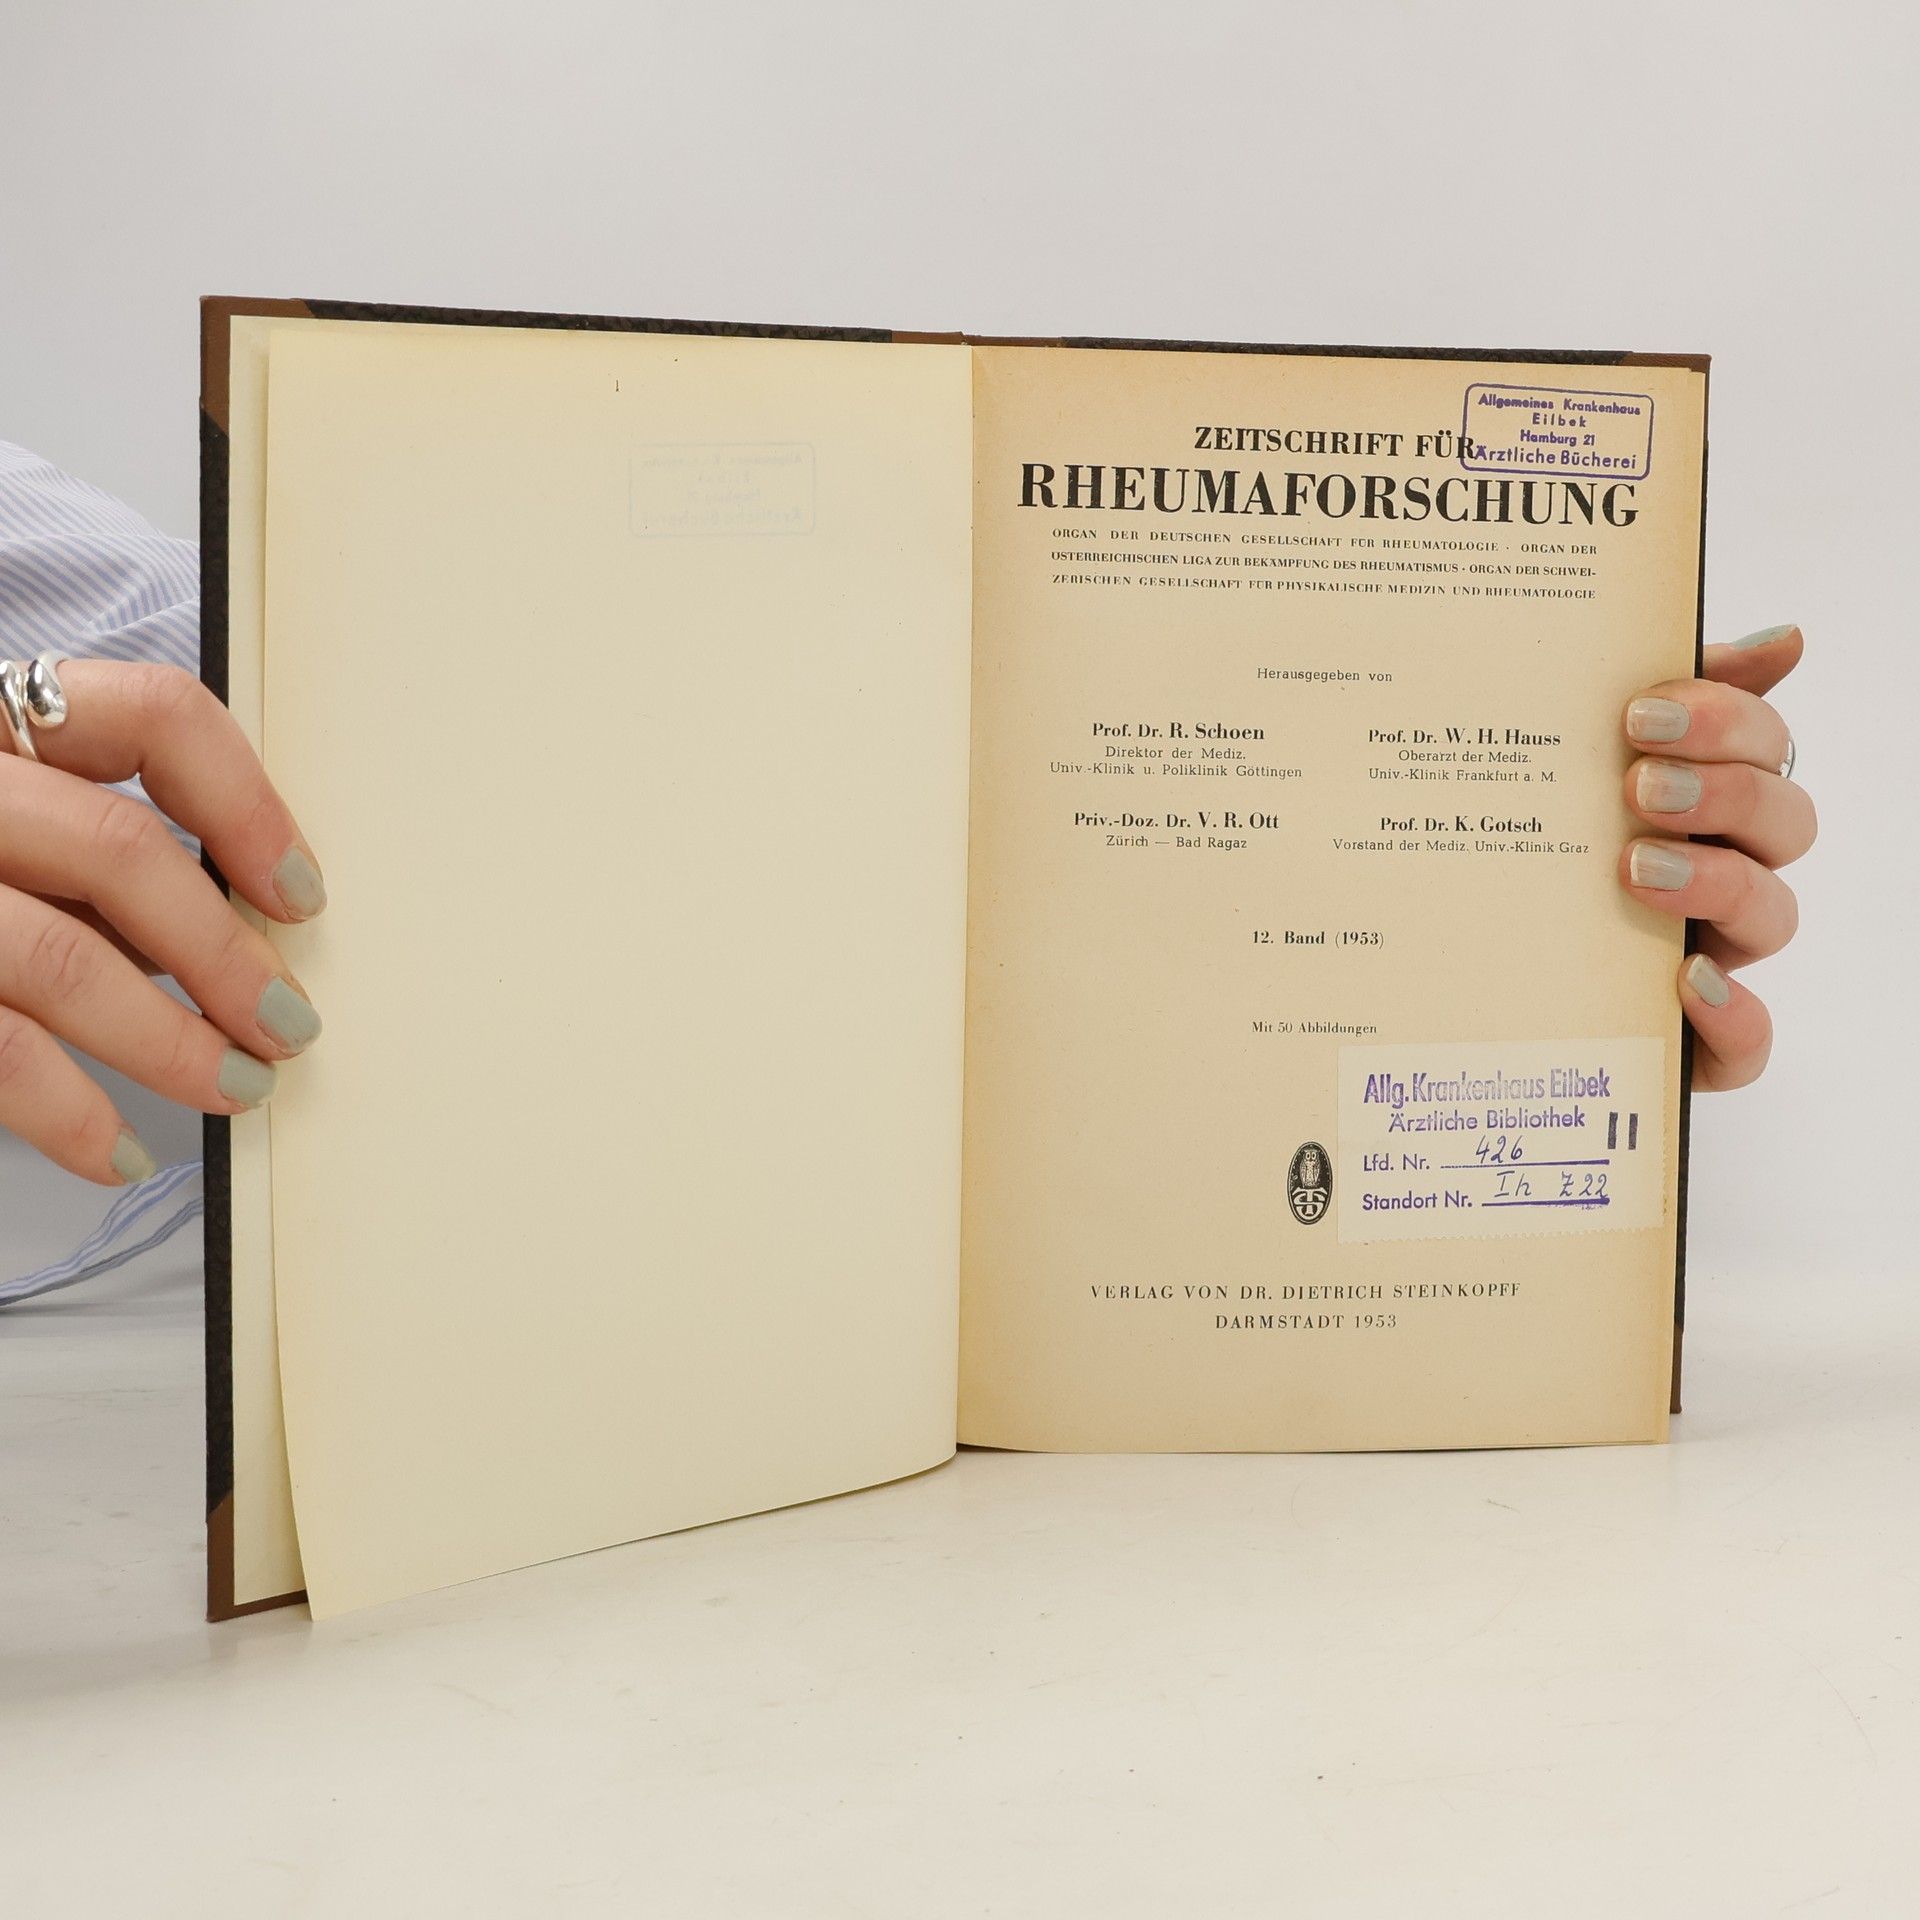 Allgemeines Krankenhaus
Eilbek
Hamburg 21
Ärztliche Bücherei
ZEITSCHRIFT FÜR
RHEUMAFORSCHUNG
ORGAN DER DEUTSCHEN GESELLSCHAFT FÜR RHEUMATOLOGIE · ORGAN DER
ÖSTERREICHISCHEN LIGA ZUR BEKÄMPFUNG DES RHEUMATISMUS · ORGAN DER SCHWEI-
ZERISCHEN GESELLSCHAFT FÜR PHYSIKALISCHE MEDIZIN UND RHEUMATOLOGIE
Herausgegeben von
Prof. Dr. R. Schoen
Direktor der Mediz.
Univ.-Klinik u. Poliklinik Göttingen
Prof. Dr. W. H. Hauss
Oberarzt der Mediz.
Univ.-Klinik Frankfurt a. M.
Priv.-Doz. Dr. V. R. Ott
Zürich — Bad Ragaz
Prof. Dr. K. Gotsch
Vorstand der Mediz. Univ.-Klinik Graz
12. Band (1953)
Mit 50 Abbildungen
Allg. Krankenhaus Eilbek
Ärztliche Bibliothek II
Lfd. Nr. 426
Standort Nr. Ih Z 22
VERLAG VON DR. DIETRICH STEINKOPFF
DARMSTADT 1953